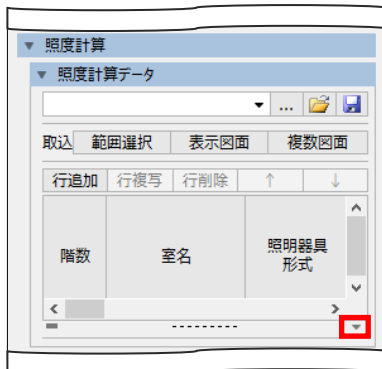 照度計算
照度計算データ
...
取込 範囲選択 表示図面 複数図面
行追加 行複写 行削除 ↑ ↓
階数 室名 照明器具
形式